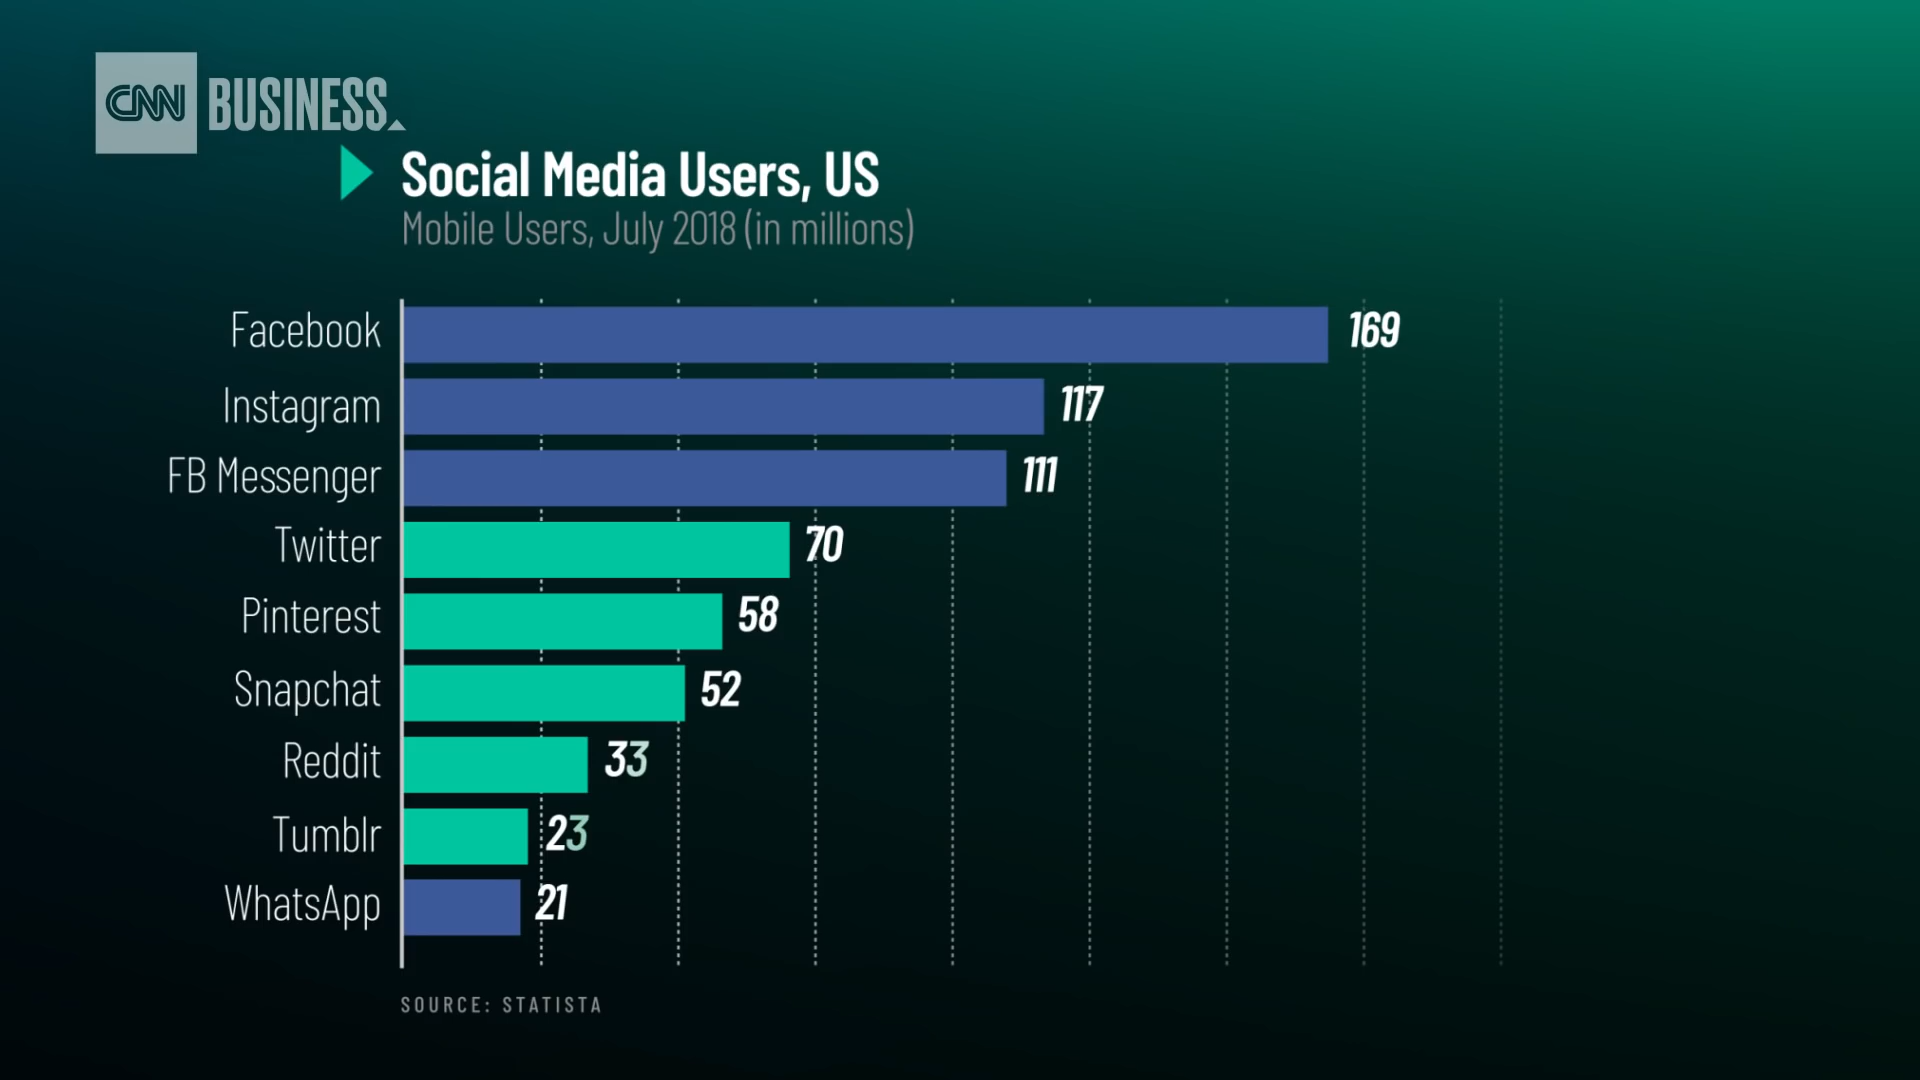 CNN BUSINESS
Social Media Users, US
Mobile Users, July 2018 (in millions)
Facebook 169
Instagram 117
FB Messenger 111
Twitter 70
Pinterest 58
Snapchat 52
Reddit 33
Tumblr 23
WhatsApp 21
SOURCE: STATISTA